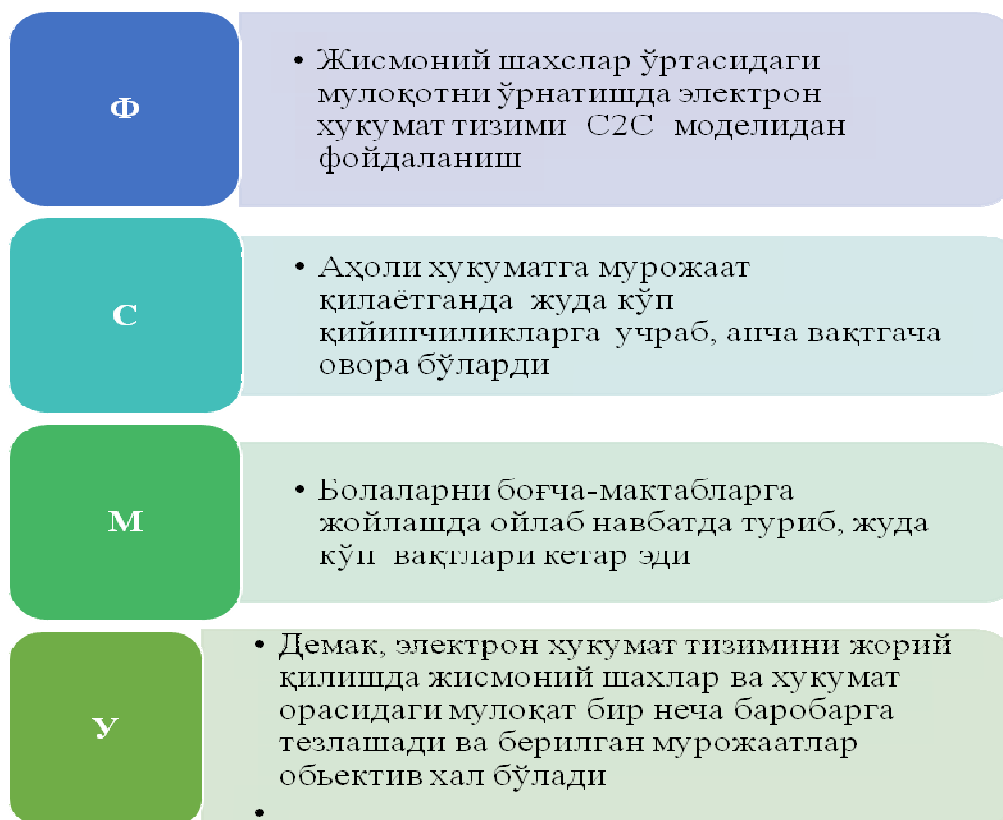 Ф
• Жисмоний шахслар ўртасидаги
мулоқотни ўрнатишда электрон
хукумат тизими С2С моделидан
фойдаланиш
С
• Аҳоли хукуматга мурожаат
қилаётганда жуда кўп
қийинчиликларга учраб, анча вақтгача
овора бўларди
М
• Болаларни боғча-мактабларга
жойлашда ойлаб навбатда туриб, жуда
кўп вақтлари кетар эди
У
• Демак, электрон хукумат тизимини жорий
қилишда жисмоний шахлар ва хукумат
орасидаги мулоқат бир неча баробарга
тезлашади ва берилган мурожаатлар
обьектив хал бўлади
•